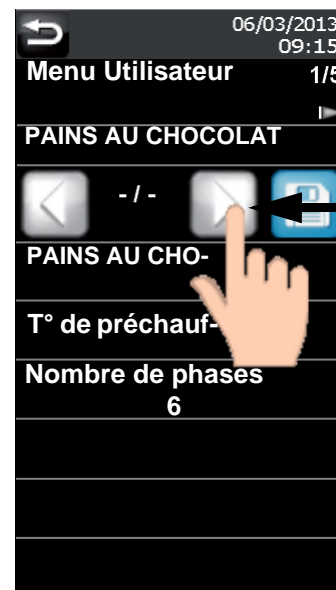 06/03/2013
09:15
Menu Utilisateur 1/5
PAINS AU CHOCOLAT
- / -
PAINS AU CHO-
T° de préchauf-
Nombre de phases
6